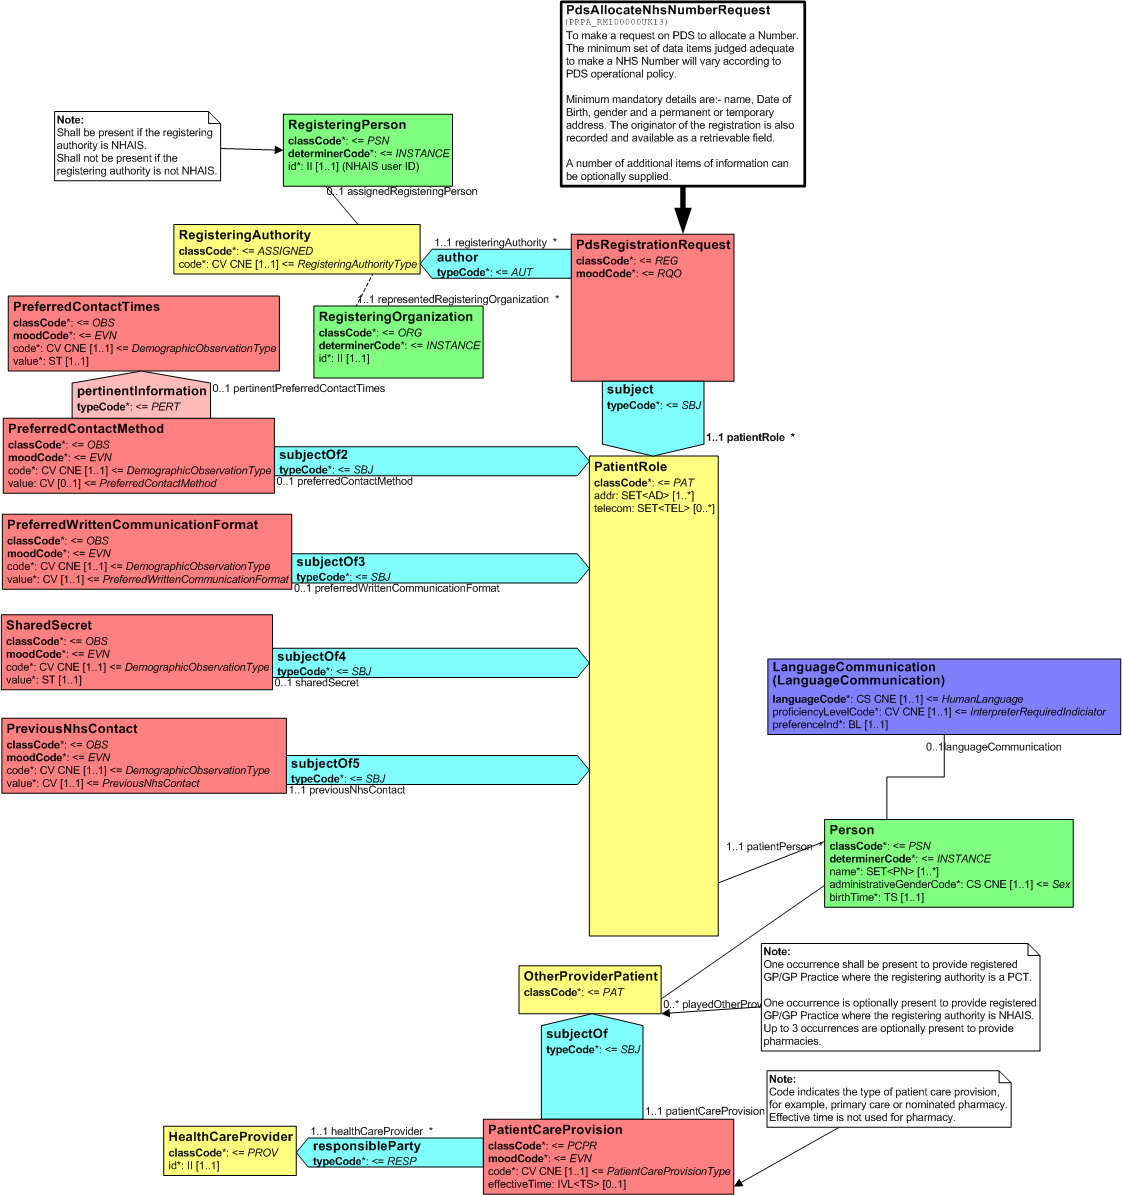 PdsAllocateNhsNumberRequest
(PRPA_RM100000UK13)
To make a request on PDS to allocate a Number.
The minimum set of data items judged adequate
to make a NHS Number will vary according to
PDS operational policy.
Minimum mandatory details are:- name, Date of
Birth, gender and a permanent or temporary
address. The originator of the registration is also
recorded and available as a retrievable field.
A number of additional items of information can
be optionally supplied.
Note:
Shall be present if the registering
authority is NHAIS.
Shall not be present if the
registering authority is not NHAIS.
RegisteringPerson
classCode*: <= PSN
determinerCode*: <= INSTANCE
id*: II [1..1] (NHAIS user ID)
0..1 assignedRegisteringPerson
RegisteringAuthority
classCode*: <= ASSIGNED
code*: CV CNE [1..1] <= RegisteringAuthorityType
1..1 registeringAuthority *
author
typeCode*: <= AUT
PdsRegistrationRequest
classCode*: <= REG
moodCode*: <= RQO
1..1 representedRegisteringOrganization *
RegisteringOrganization
classCode*: <= ORG
determinerCode*: <= INSTANCE
id*: II [1..1]
PreferredContactTimes
classCode*: <= OBS
moodCode*: <= EVN
code*: CV CNE [1..1] <= DemographicObservationType
value*: ST [1..1]
0..1 pertinentPreferredContactTimes
pertinentInformation
typeCode*: <= PERT
subject
typeCode*: <= SBJ
1..1 patientRole *
PreferredContactMethod
classCode*: <= OBS
moodCode*: <= EVN
code*: CV CNE [1..1] <= DemographicObservationType
value: CV [0..1] <= PreferredContactMethod
subjectOf2
typeCode*: <= SBJ
0..1 preferredContactMethod
PatientRole
classCode*: <= PAT
addr: SET<AD> [1..*]
telecom: SET<TEL> [0..*]
PreferredWrittenCommunicationFormat
classCode*: <= OBS
moodCode*: <= EVN
code*: CV CNE [1..1] <= DemographicObservationType
value*: CV [1..1] <= PreferredWrittenCommunicationFormat
subjectOf3
typeCode*: <= SBJ
0..1 preferredWrittenCommunicationFormat
SharedSecret
classCode*: <= OBS
moodCode*: <= EVN
code*: CV CNE [1..1] <= DemographicObservationType
value*: ST [1..1]
subjectOf4
typeCode*: <= SBJ
0..1 sharedSecret
LanguageCommunication
(LanguageCommunication)
languageCode*: CS CNE [1..1] <= HumanLanguage
proficiencyLevelCode*: CV CNE [1..1] <= InterpreterRequiredIndiciator
preferenceInd*: BL [1..1]
0..1 languageCommunication
PreviousNhsContact
classCode*: <= OBS
moodCode*: <= EVN
code*: CV CNE [1..1] <= DemographicObservationType
value*: CV [1..1] <= PreviousNhsContact
subjectOf5
typeCode*: <= SBJ
1..1 previousNhsContact
1..1 patientPerson *
Person
classCode*: <= PSN
determinerCode*: <= INSTANCE
name*: SET<PN> [1..*]
administrativeGenderCode*: CS CNE [1..1] <= Sex
birthTime*: TS [1..1]
OtherProviderPatient
classCode*: <= PAT
0..* playedOtherProv
Note:
One occurrence shall be present to provide registered
GP/GP Practice where the registering authority is a PCT.
One occurrence is optionally present to provide registered
GP/GP Practice where the registering authority is NHAIS.
Up to 3 occurrences are optionally present to provide
pharmacies.
subjectOf
typeCode*: <= SBJ
1..1 patientCareProvision
Note:
Code indicates the type of patient care provision,
for example, primary care or nominated pharmacy.
Effective time is not used for pharmacy.
HealthCareProvider
classCode*: <= PROV
id*: II [1..1]
1..1 healthCareProvider *
responsibleParty
typeCode*: <= RESP
PatientCareProvision
classCode*: <= PCPR
moodCode*: <= EVN
code*: CV CNE [1..1] <= PatientCareProvisionType
effectiveTime: IVL<TS> [0..1]